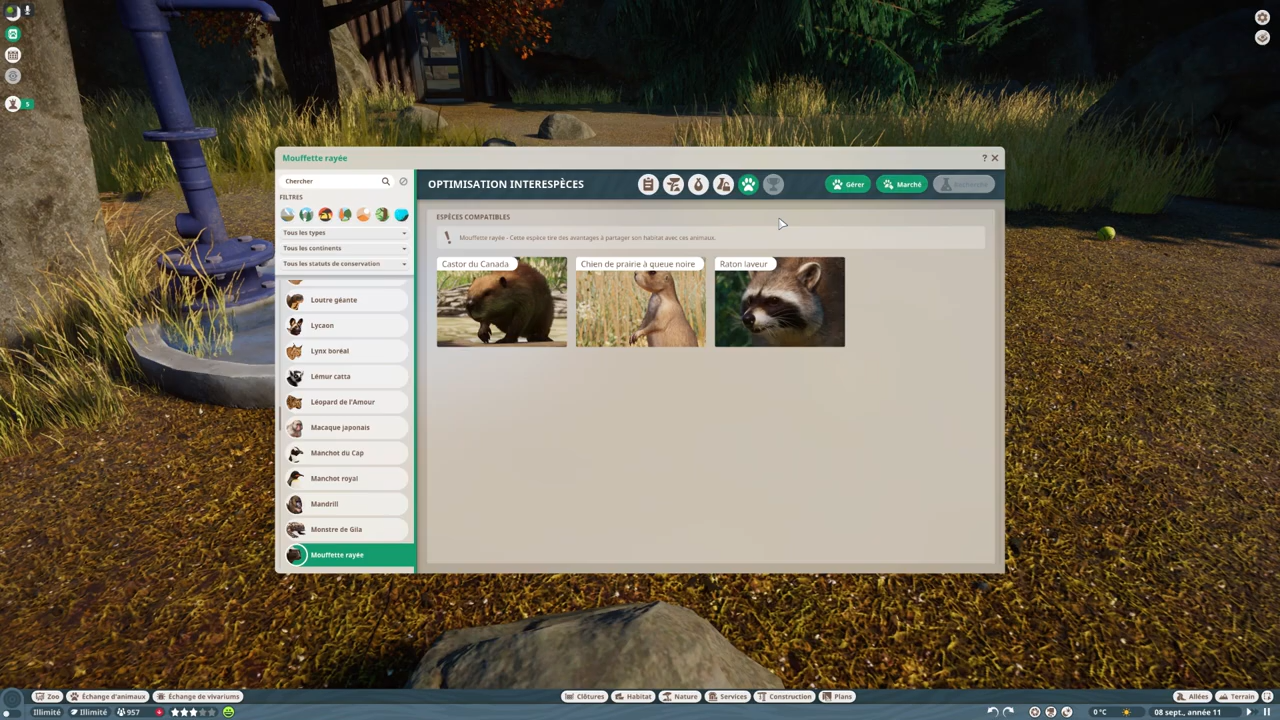 5
Mouffette rayée
?
Chercher
FILTRES
Tous les types
Tous les continents
Tous les statuts de conservation
Loutre géante
Lycaon
Lynx boréal
Lémur catta
Léopard de l'Amour
Macaque japonais
Manchot du Cap
Manchot royal
Mandrill
Monstre de Gila
Mouffette rayée
OPTIMISATION INTERESPÈCES
Gérer
Marché
ESPÈCES COMPATIBLES
Mouffette rayée - Cette espèce tire des avantages à partager son habitat avec ces animaux.
Castor du Canada
Chien de prairie à queue noire
Raton laveur
Zoo
Échange d'animaux
Échange de vivariums
Clôtures
Habitat
Nature
Services
Construction
Plans
Allées
Terrain
Illimité
Illimité
957
0 °C
08 sept., année 11